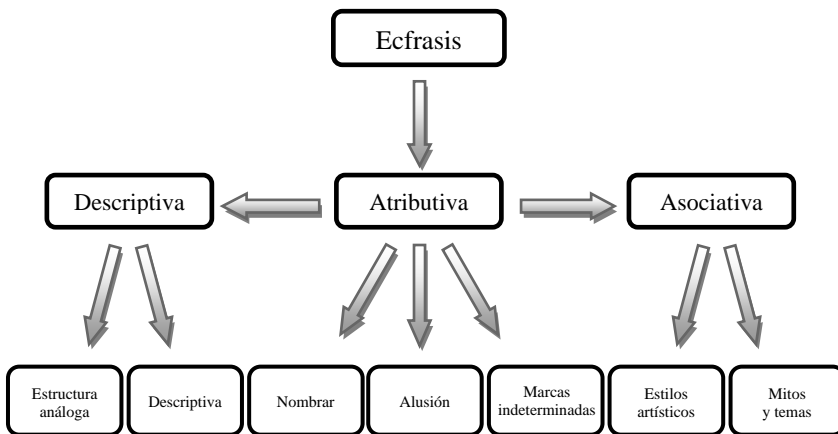 Ecfrasis
Descriptiva
Atributiva
Asociativa
Estructura
análoga
Descriptiva
Nombrar
Alusión
Marcas
indeterminadas
Estilos
artísticos
Mitos
y temas